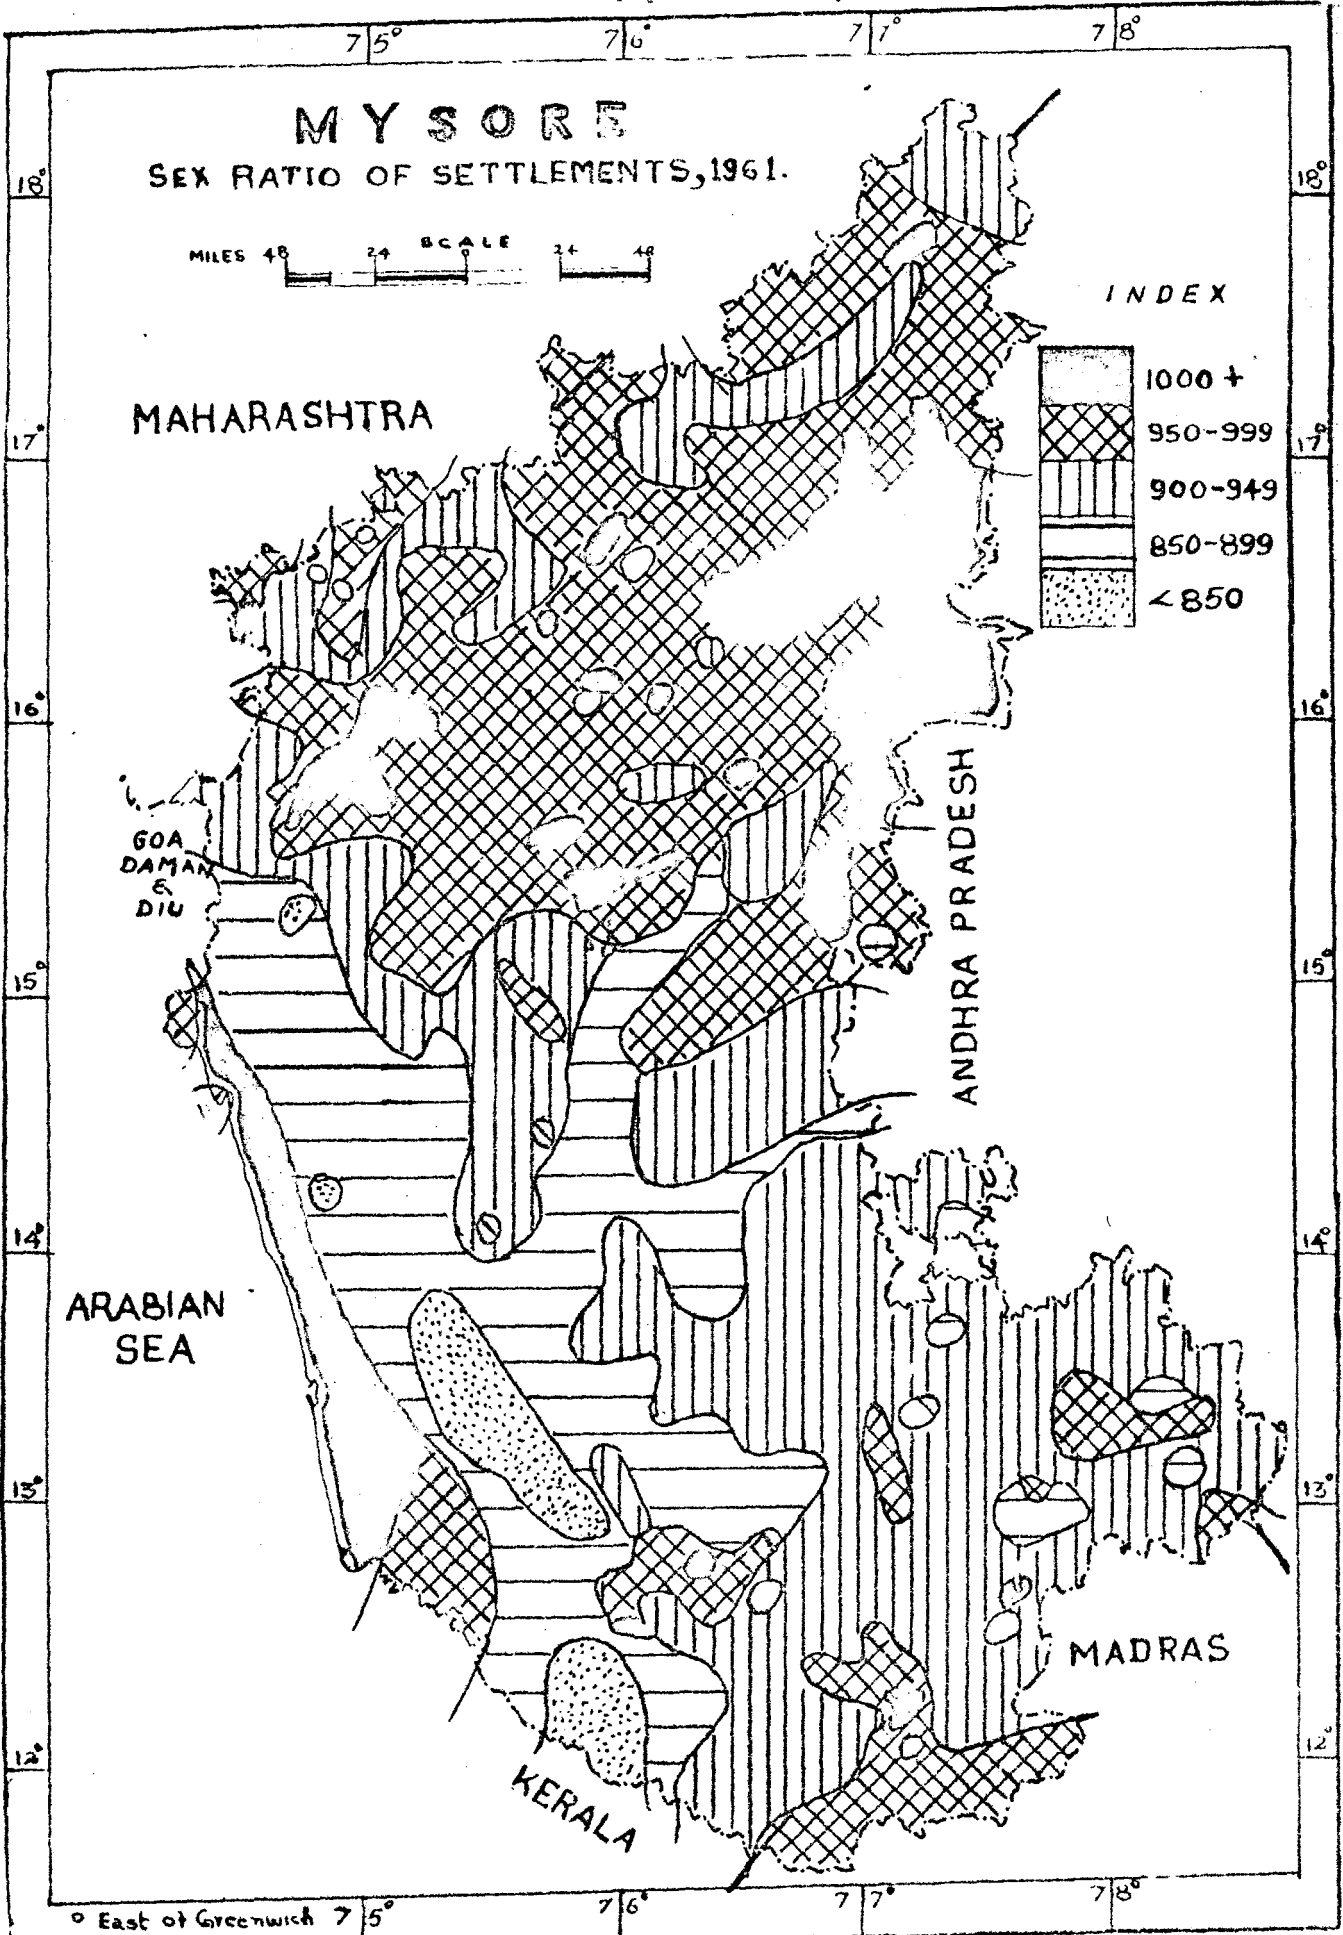 75° 76° 77° 78°
MYSORE
SEX RATIO OF SETTLEMENTS, 1961.
18° 18°
SCALE
MILES 48 24 0 24 48
INDEX
1000 +
950-999
900-949
850-899
<850
MAHARASHTRA
17° 17°
16° 16°
GOA
DAMAN
&
DIU
ANDHRA PRADESH
15° 15°
14° 14°
ARABIAN
SEA
13° 13°
MADRAS
12° 12°
KERALA
° East of Greenwich 75° 76° 77° 78°